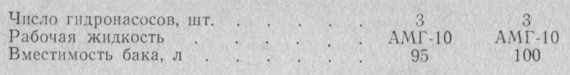 Число гидронасосов, шт. . . . . . 3 3
Рабочая жидкость . . . . . . АМГ-10 АМГ-10
Вместимость бака, л . . . . . . 95 100